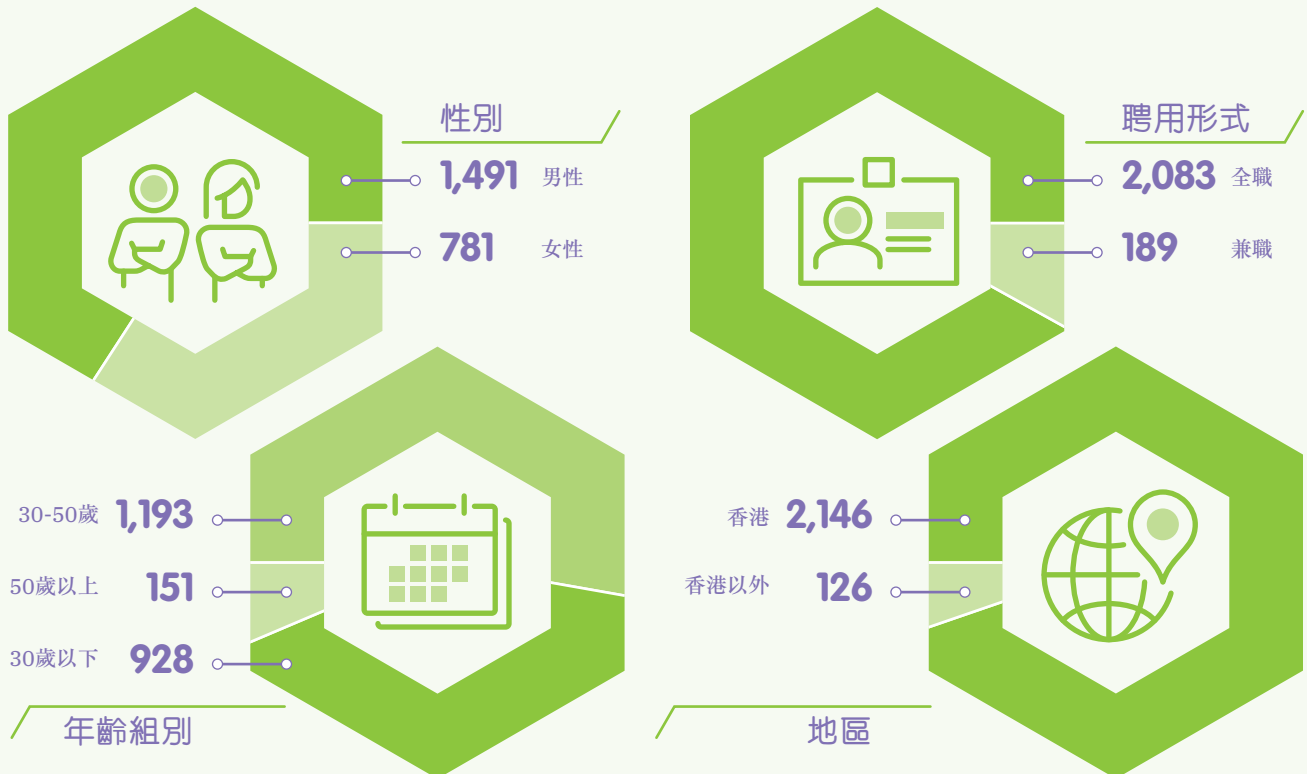 性別
1,491 男性
781 女性
聘用形式
2,083 全職
189 兼職
30-50歲 1,193
50歲以上 151
30歲以下 928
年齡組別
香港 2,146
香港以外 126
地區